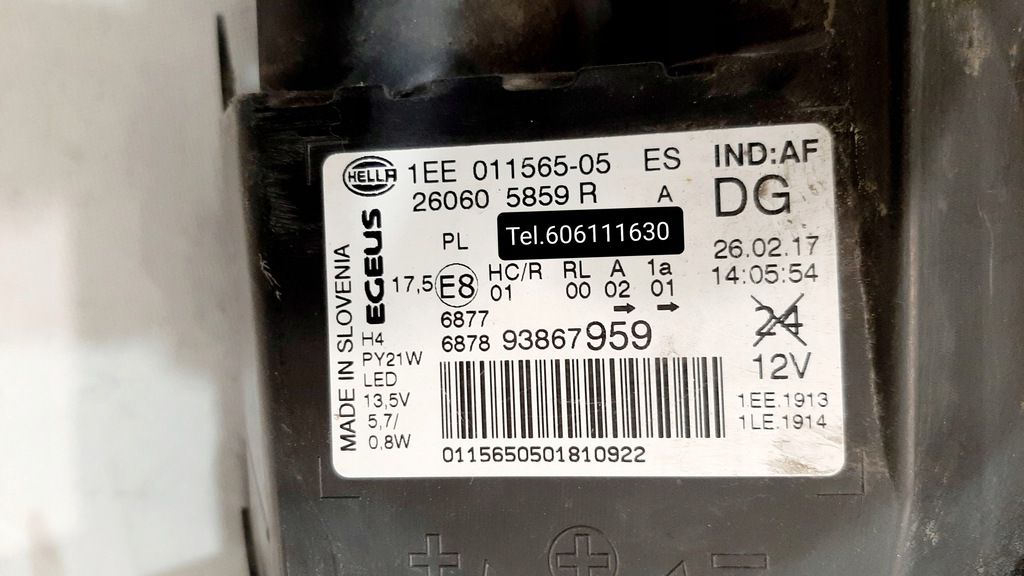 HELLA 1EE 011565-05 ES IND:AF
26060 5859 R A DG
PL Tel.606111630
26.02.17
14:05:54
MADE IN SLOVENIA
EGEUS
17,5 E8 HC/R RL A 1a
01 00 02 01
6877
6878 93867959
24
12V
H4
PY21W
LED
13,5V
5,7/
0,8W
1EE.1913
1LE.1914
0115650501810922